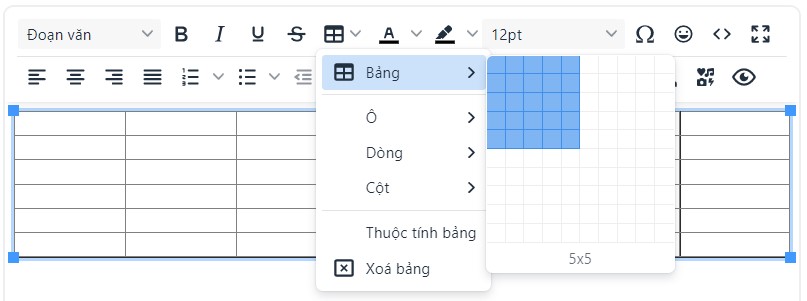 Đoạn văn B I U S A 12pt Ω
Bảng
Ô
Dòng
Cột
Thuộc tính bảng
Xoá bảng
5x5